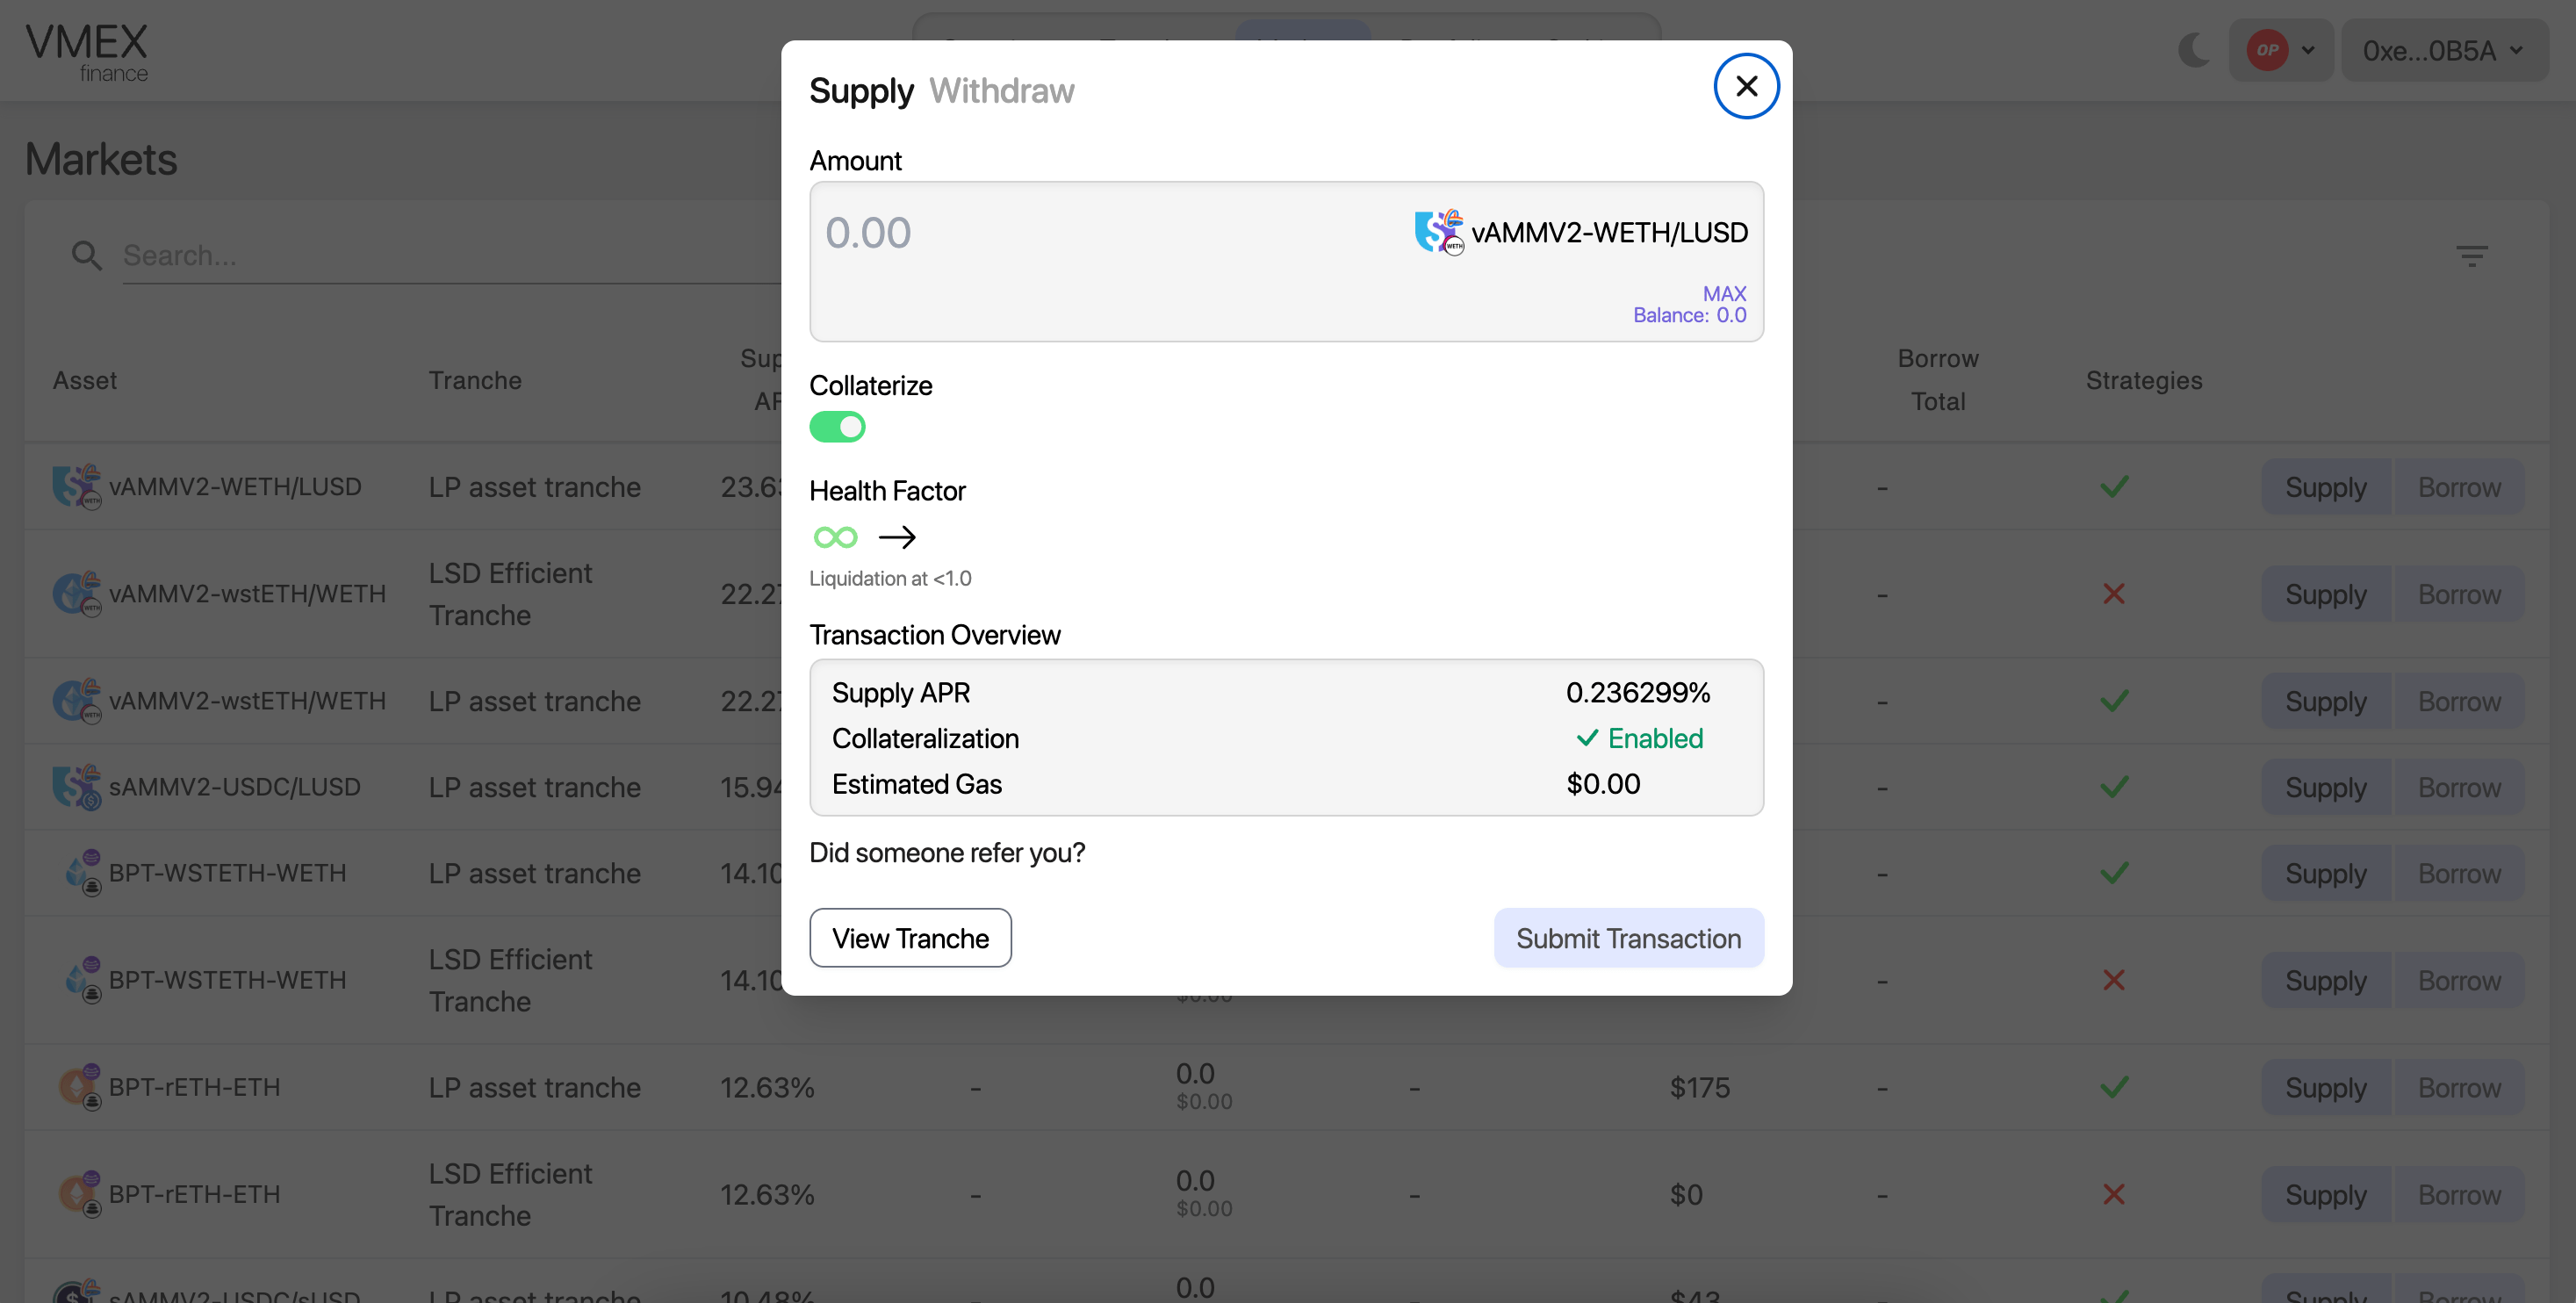 VMEX
finance
OP
0xe...0B5A
Markets
Search...
Asset
Tranche
Borrow
Total
Strategies
vAMMV2-WETH/LUSD LP asset tranche - Supply Borrow
vAMMV2-wstETH/WETH LSD Efficient
Tranche
22.2 - Supply Borrow
vAMMV2-wstETH/WETH LP asset tranche 22.2 - Supply Borrow
sAMMV2-USDC/LUSD LP asset tranche 15.94 - Supply Borrow
BPT-WSTETH-WETH LP asset tranche 14.10 - Supply Borrow
BPT-WSTETH-WETH LSD Efficient
Tranche
14.10 - Supply Borrow
BPT-rETH-ETH LP asset tranche 12.63% - 0.0 - $175 - Supply Borrow
$0.00
BPT-rETH-ETH LSD Efficient
Tranche
12.63% - 0.0 - $0 - Supply Borrow
$0.00
sAMMV2-USDC/sUSD LP asset tranche 10.48% 0.0 $43 Supply Borrow
Supply Withdraw
Amount
0.00 vAMMV2-WETH/LUSD
MAX
Balance: 0.0
Collaterize
Health Factor
Liquidation at <1.0
Transaction Overview
Supply APR 0.236299%
Collateralization Enabled
Estimated Gas $0.00
Did someone refer you?
View Tranche Submit Transaction